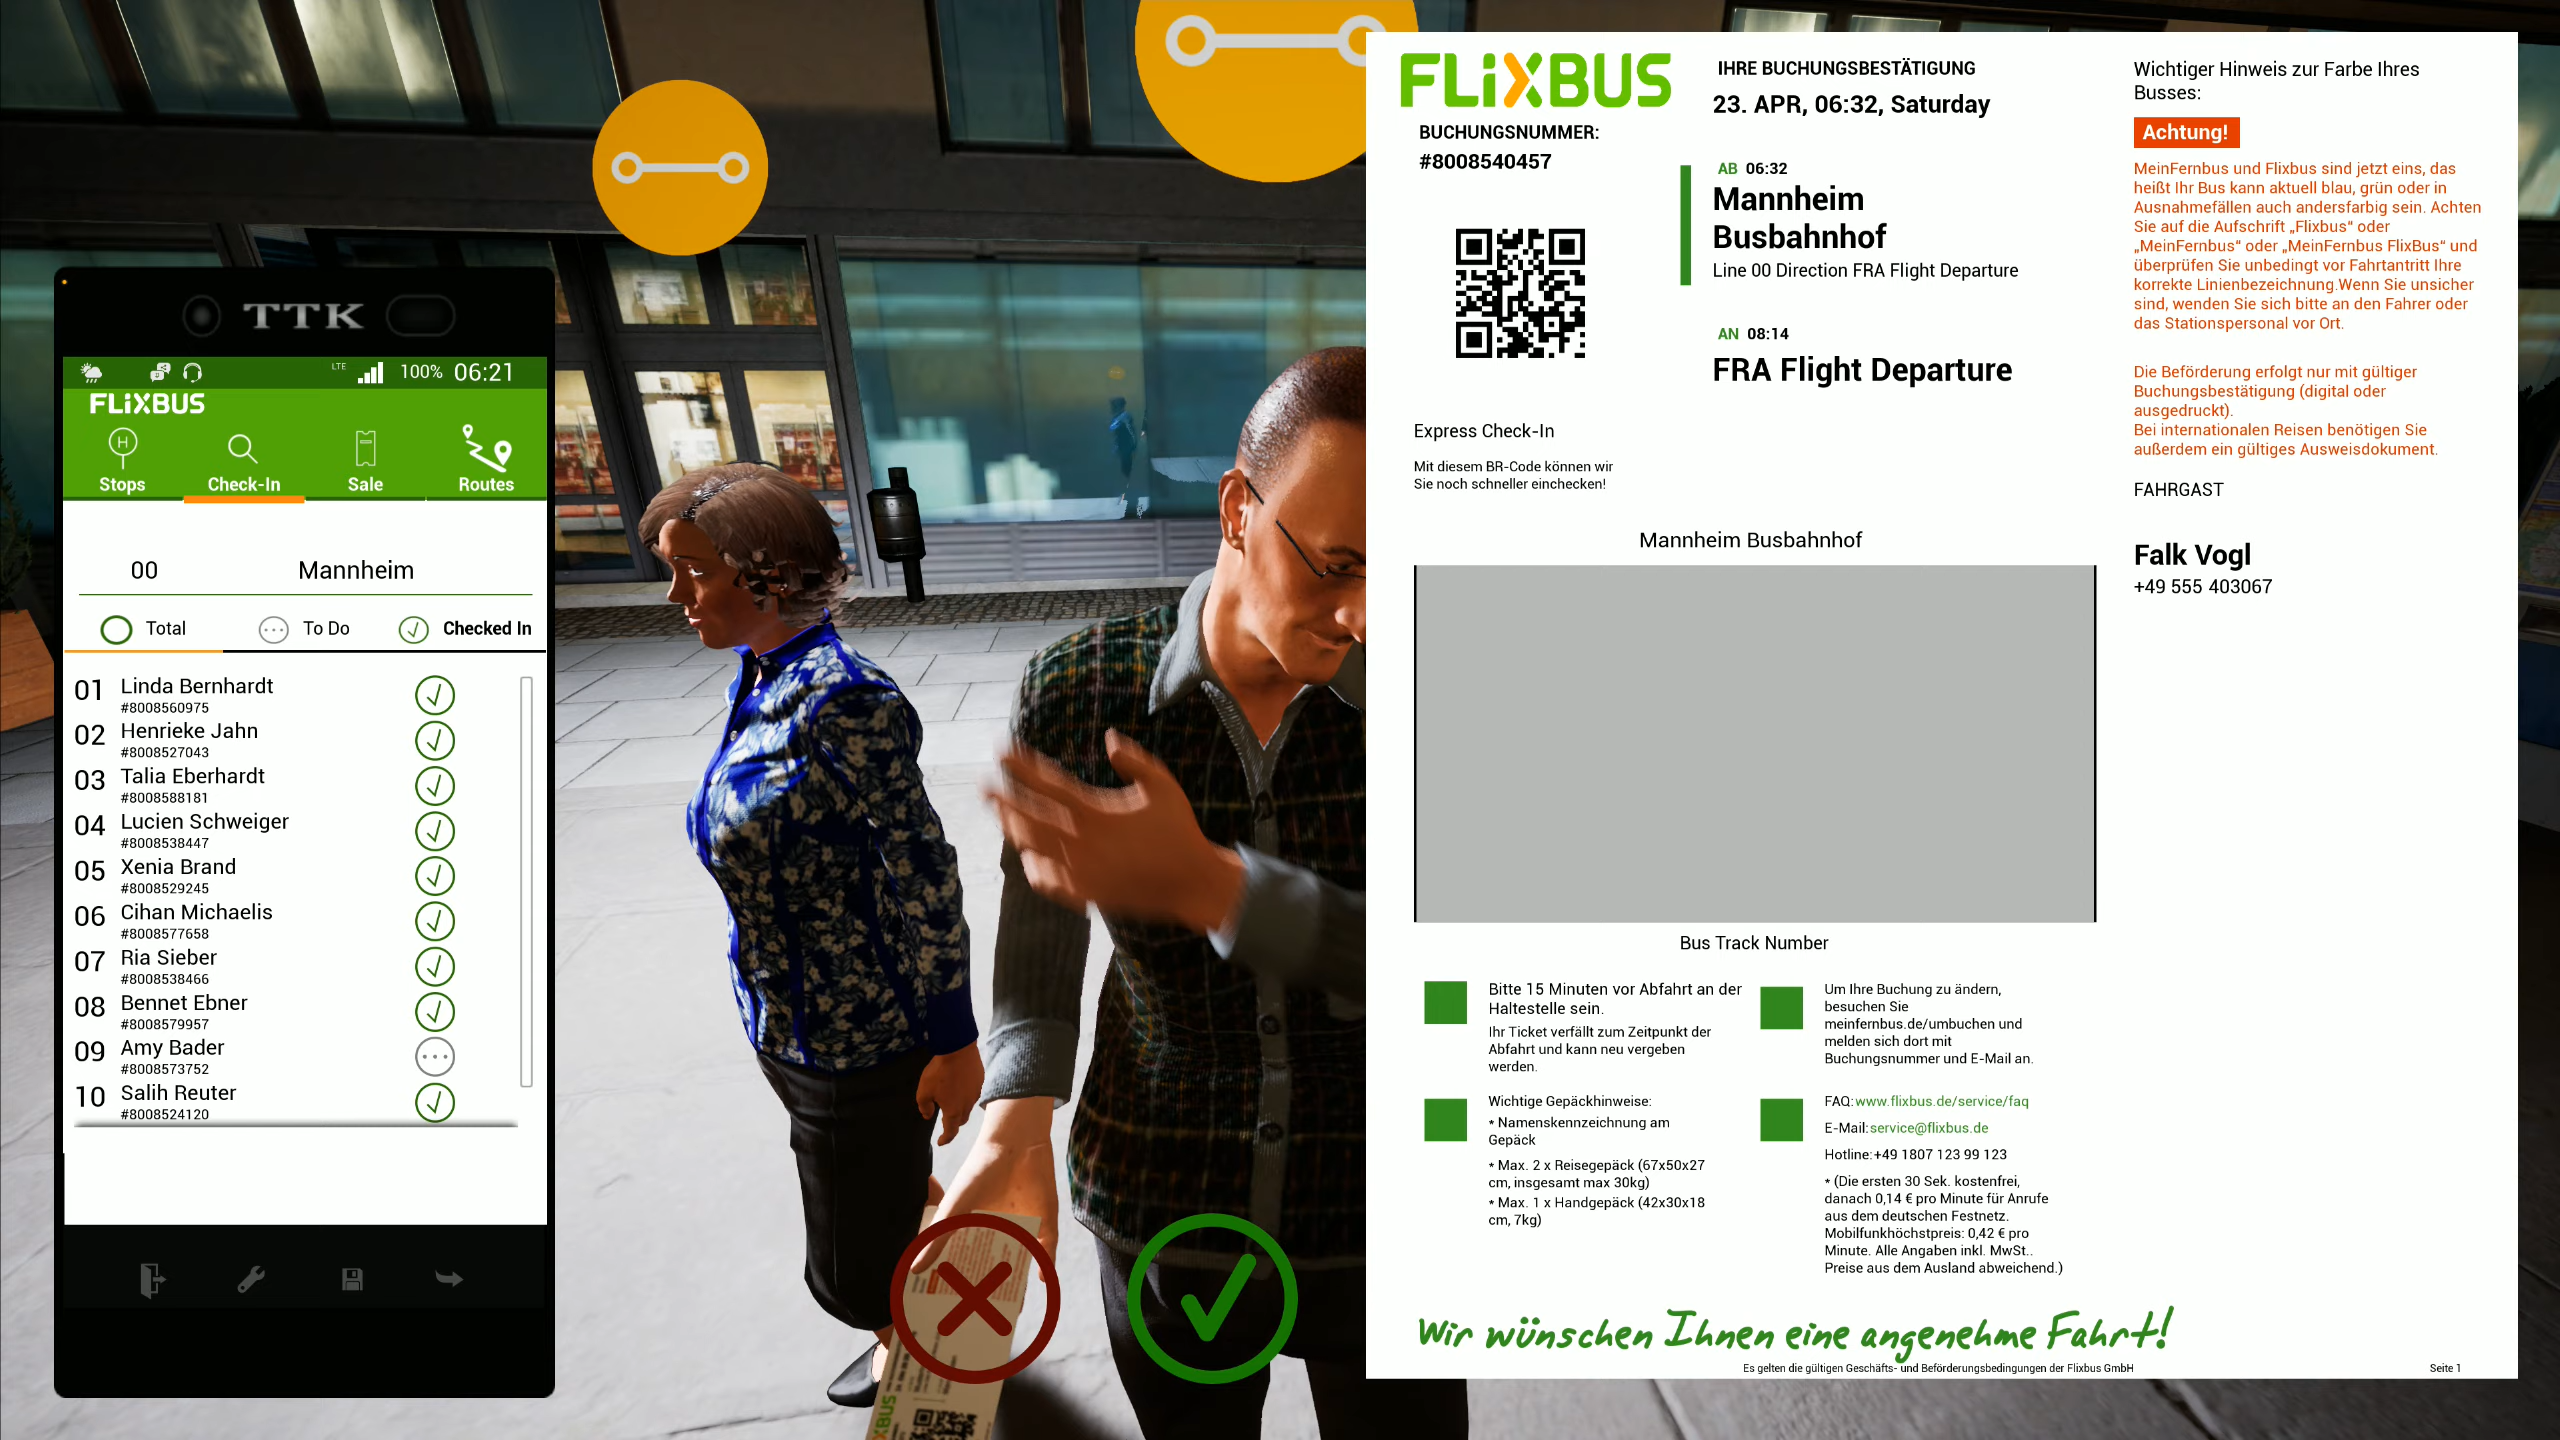 TTK
LTE 100% 06:21
FLiXBUS
Stops Check-In Sale Routes
00 Mannheim
Total To Do Checked In
01 Linda Bernhardt
#8008560975
02 Henrieke Jahn
#8008527043
03 Talia Eberhardt
#8008588181
04 Lucien Schweiger
#8008538447
05 Xenia Brand
#8008529245
06 Cihan Michaelis
#8008577658
07 Ria Sieber
#8008538466
08 Bennet Ebner
#8008579957
09 Amy Bader
#8008573752
10 Salih Reuter
#8008524120
FLiXBUS
BUCHUNGSNUMMER:
#8008540457
IHRE BUCHUNGSBESTÄTIGUNG
23. APR, 06:32, Saturday
AB 06:32
Mannheim
Busbahnhof
Line 00 Direction FRA Flight Departure
AN 08:14
FRA Flight Departure
Express Check-In
Mit diesem BR-Code können wir
Sie noch schneller einchecken!
Mannheim Busbahnhof
Bus Track Number
Bitte 15 Minuten vor Abfahrt an der
Haltestelle sein.
Ihr Ticket verfällt zum Zeitpunkt der
Abfahrt und kann neu vergeben
werden.
Um Ihre Buchung zu ändern,
besuchen Sie
meinfernbus.de/umbuchen und
melden sich dort mit
Buchungsnummer und E-Mail an.
Wichtige Gepäckhinweise:
* Namenskennzeichnung am
Gepäck
* Max. 2 x Reisegepäck (67x50x27
cm, insgesamt max 30kg)
* Max. 1 x Handgepäck (42x30x18
cm, 7kg)
FAQ:www.flixbus.de/service/faq
E-Mail:service@flixbus.de
Hotline:+49 1807 123 99 123
* (Die ersten 30 Sek. kostenfrei,
danach 0,14 € pro Minute für Anrufe
aus dem deutschen Festnetz.
Mobilfunkhöchstpreis: 0,42 € pro
Minute. Alle Angaben inkl. MwSt..
Preise aus dem Ausland abweichend.)
Wir wünschen Ihnen eine angenehme Fahrt!
Es gelten die gültigen Geschäfts- und Beförderungsbedingungen der Flixbus GmbH
Seite 1
Wichtiger Hinweis zur Farbe Ihres
Busses:
Achtung!
MeinFernbus und Flixbus sind jetzt eins, das
heißt Ihr Bus kann aktuell blau, grün oder in
Ausnahmefällen auch andersfarbig sein. Achten
Sie auf die Aufschrift „Flixbus“ oder
„MeinFernbus“ oder „MeinFernbus FlixBus“ und
überprüfen Sie unbedingt vor Fahrtantritt Ihre
korrekte Linienbezeichnung.Wenn Sie unsicher
sind, wenden Sie sich bitte an den Fahrer oder
das Stationspersonal vor Ort.
Die Beförderung erfolgt nur mit gültiger
Buchungsbestätigung (digital oder
ausgedruckt).
Bei internationalen Reisen benötigen Sie
außerdem ein gültiges Ausweisdokument.
FAHRGAST
Falk Vogl
+49 555 403067